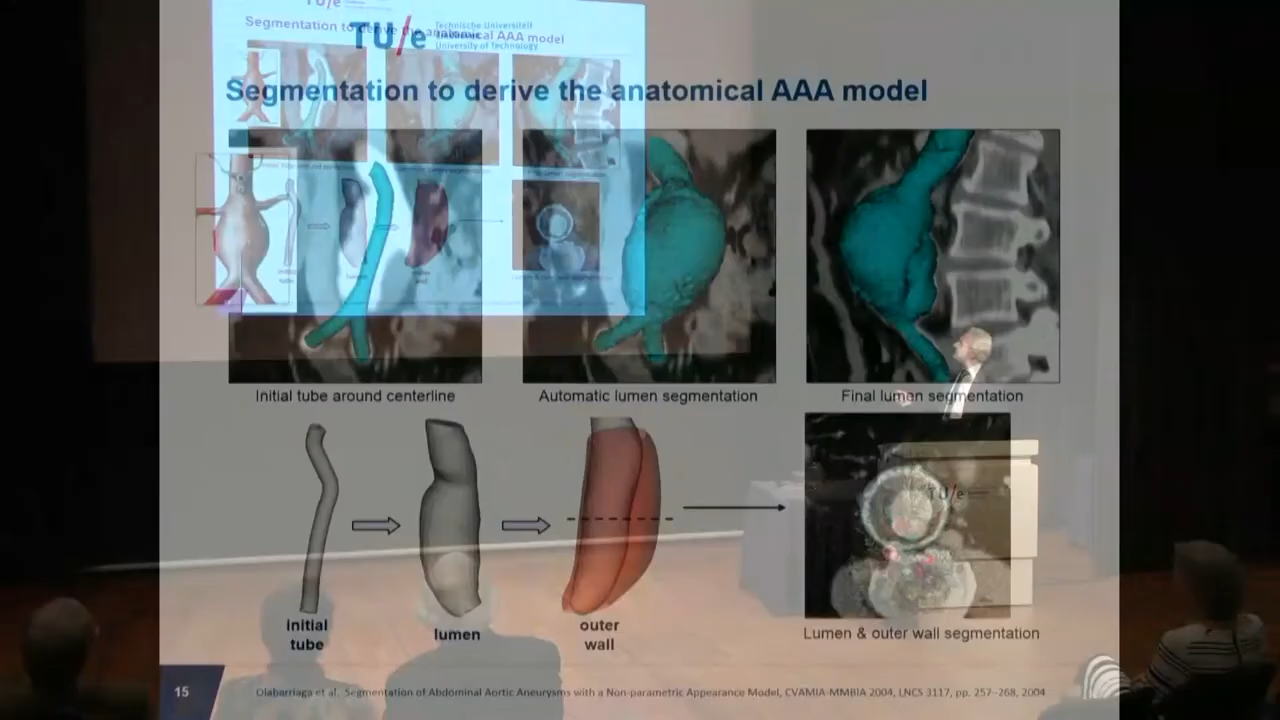 TU/e
Segmentation to derive the anatomical AAA model
TU/e
Technische Universiteit
University of Technology
Segmentation to derive the anatomical AAA model
Initial tube around centerline
Automatic lumen segmentation
Final lumen segmentation
TU/e
initial
tube
lumen
outer
wall
Lumen & outer wall segmentation
15
Olabarriaga et al. Segmentation of Abdominal Aortic Aneurysms with a Non-parametric Appearance Model, CVAMIA-MMBIA 2004, LNCS 3117, pp. 257–268, 2004